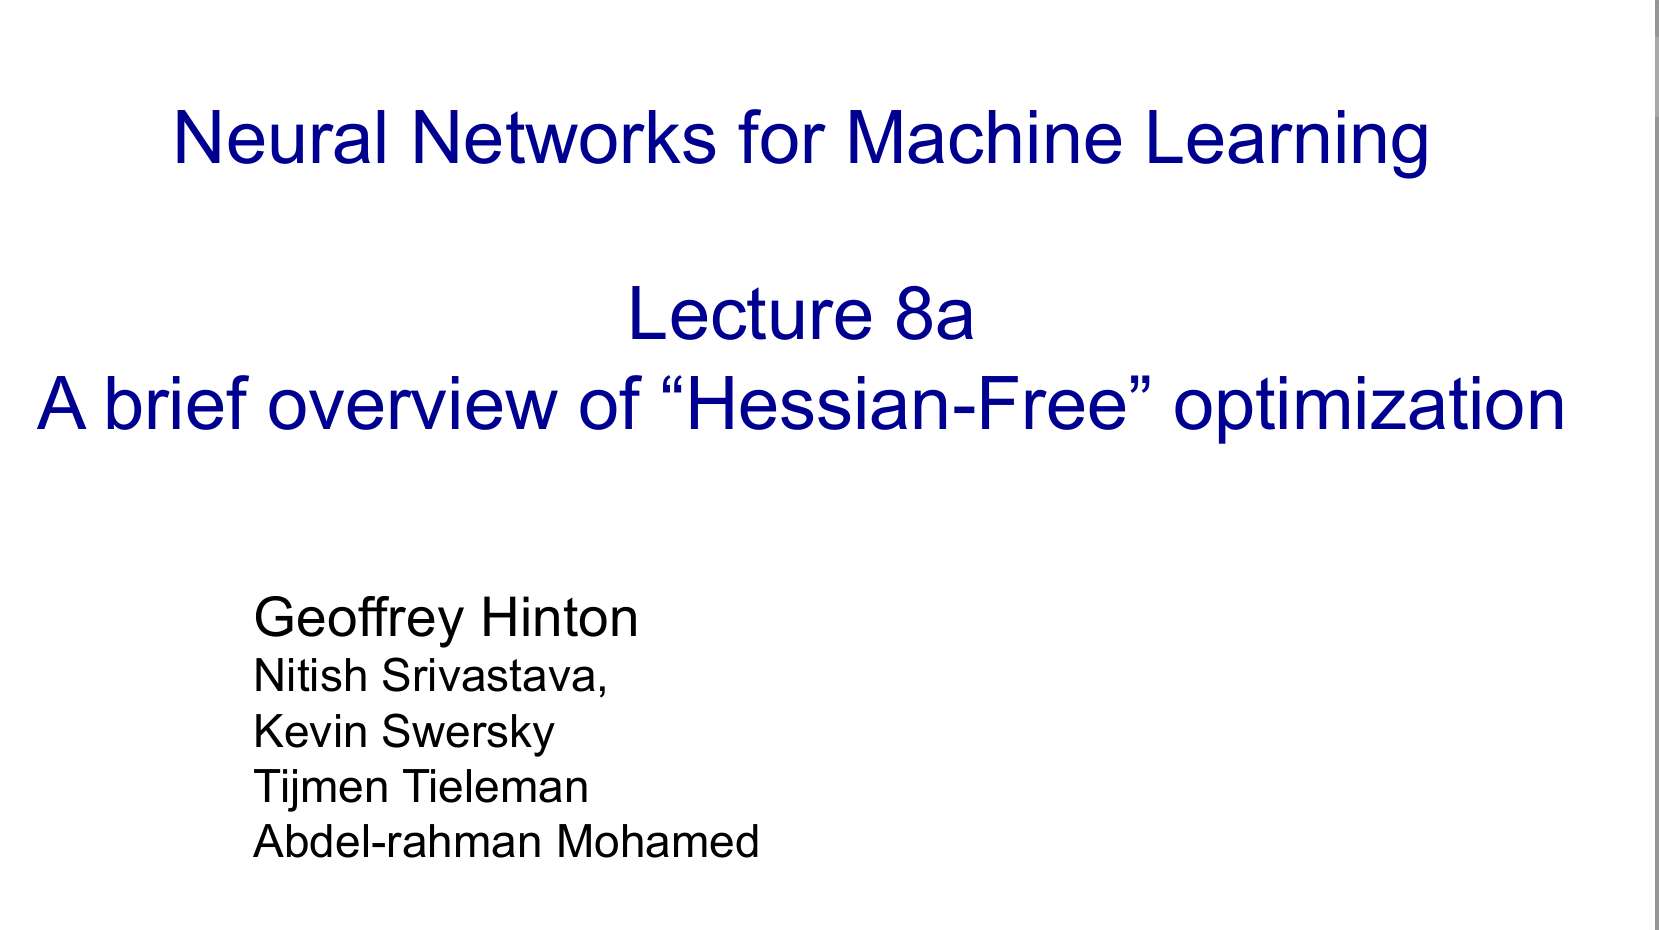 Neural Networks for Machine Learning
Lecture 8a
A brief overview of “Hessian-Free” optimization
Geoffrey Hinton
Nitish Srivastava,
Kevin Swersky
Tijmen Tieleman
Abdel-rahman Mohamed